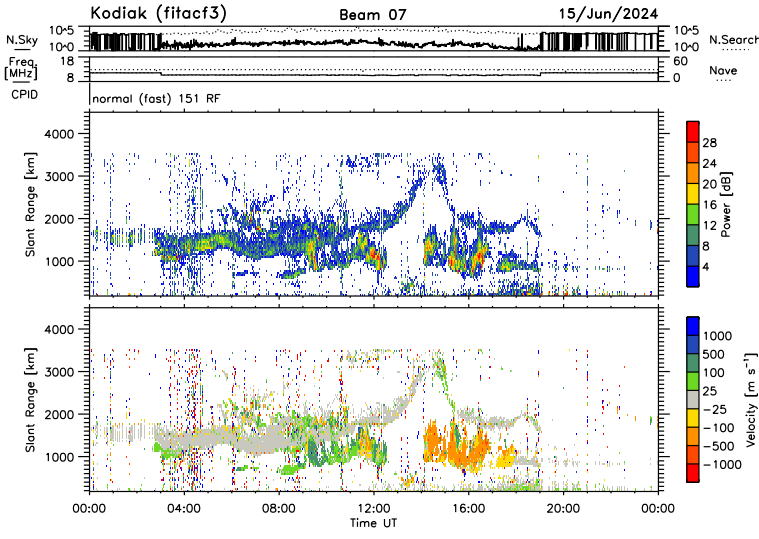 Kodiak (fitacf3) Beam 07 15/Jun/2024
N.Sky 10^5 10^0 10^5 10^0 N.Search
Freq. [MHz] 18 8 60 0 Nave
CPID normal (fast) 151 RF
4000
3000
2000
1000
Slant Range [km]
28
24
20
16
12
8
4
Power [dB]
4000
3000
2000
1000
Slant Range [km]
1000
500
100
25
−25
−100
−500
−1000
Velocity [m s⁻¹]
00:00 04:00 08:00 12:00 16:00 20:00 00:00
Time UT